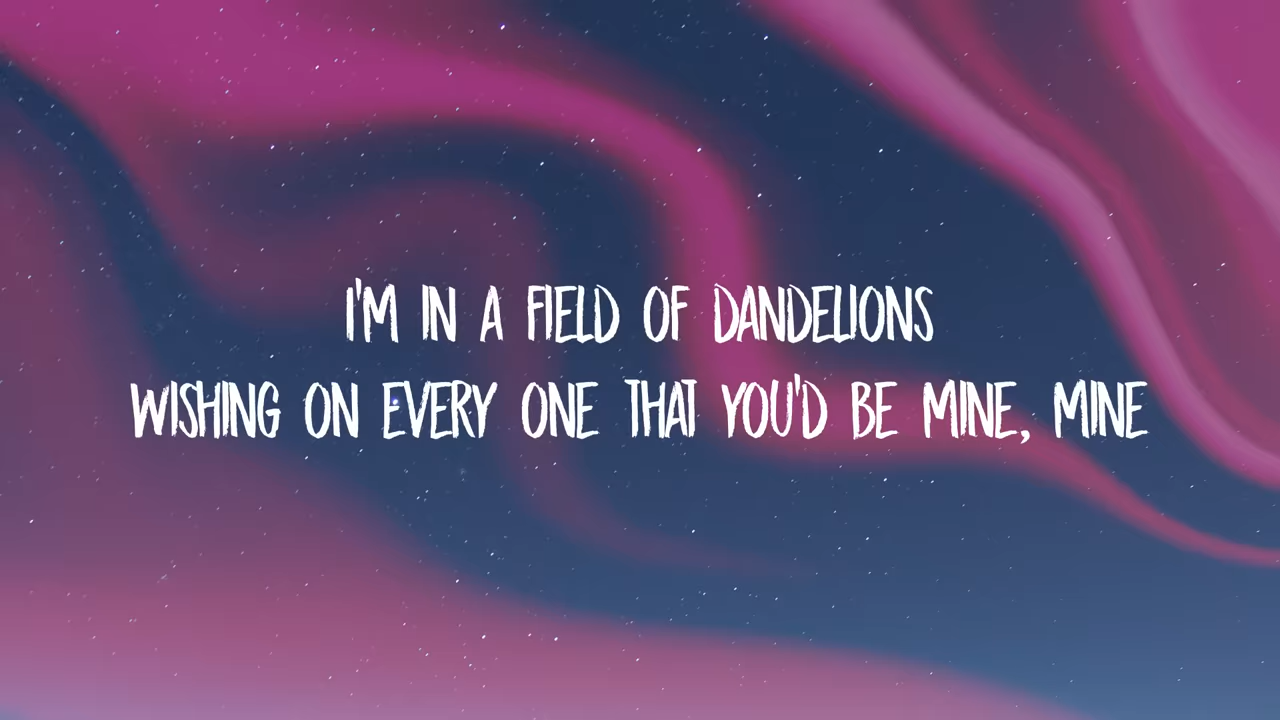 I'M IN A FIELD OF DANDELIONS
WISHING ON EVERY ONE THAT YOU'D BE MINE, MINE